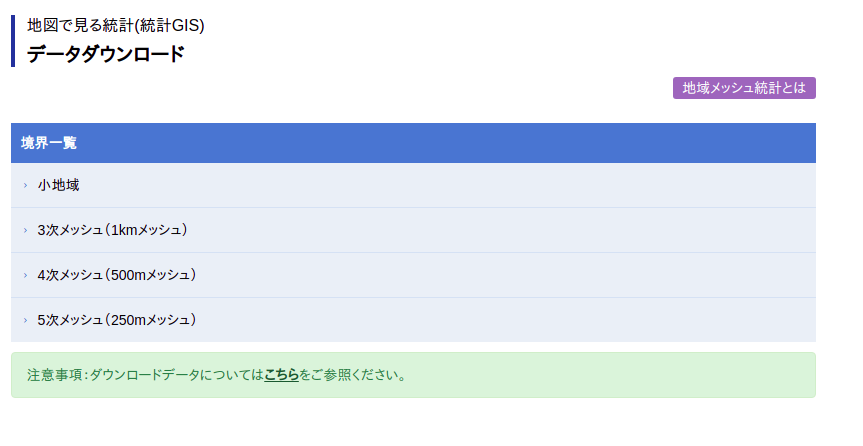 地図で見る統計(統計GIS)
データダウンロード
地域メッシュ統計とは
境界一覧
小地域
3次メッシュ（1kmメッシュ）
4次メッシュ（500mメッシュ）
5次メッシュ（250mメッシュ）
注意事項：ダウンロードデータについてはこちらをご参照ください。